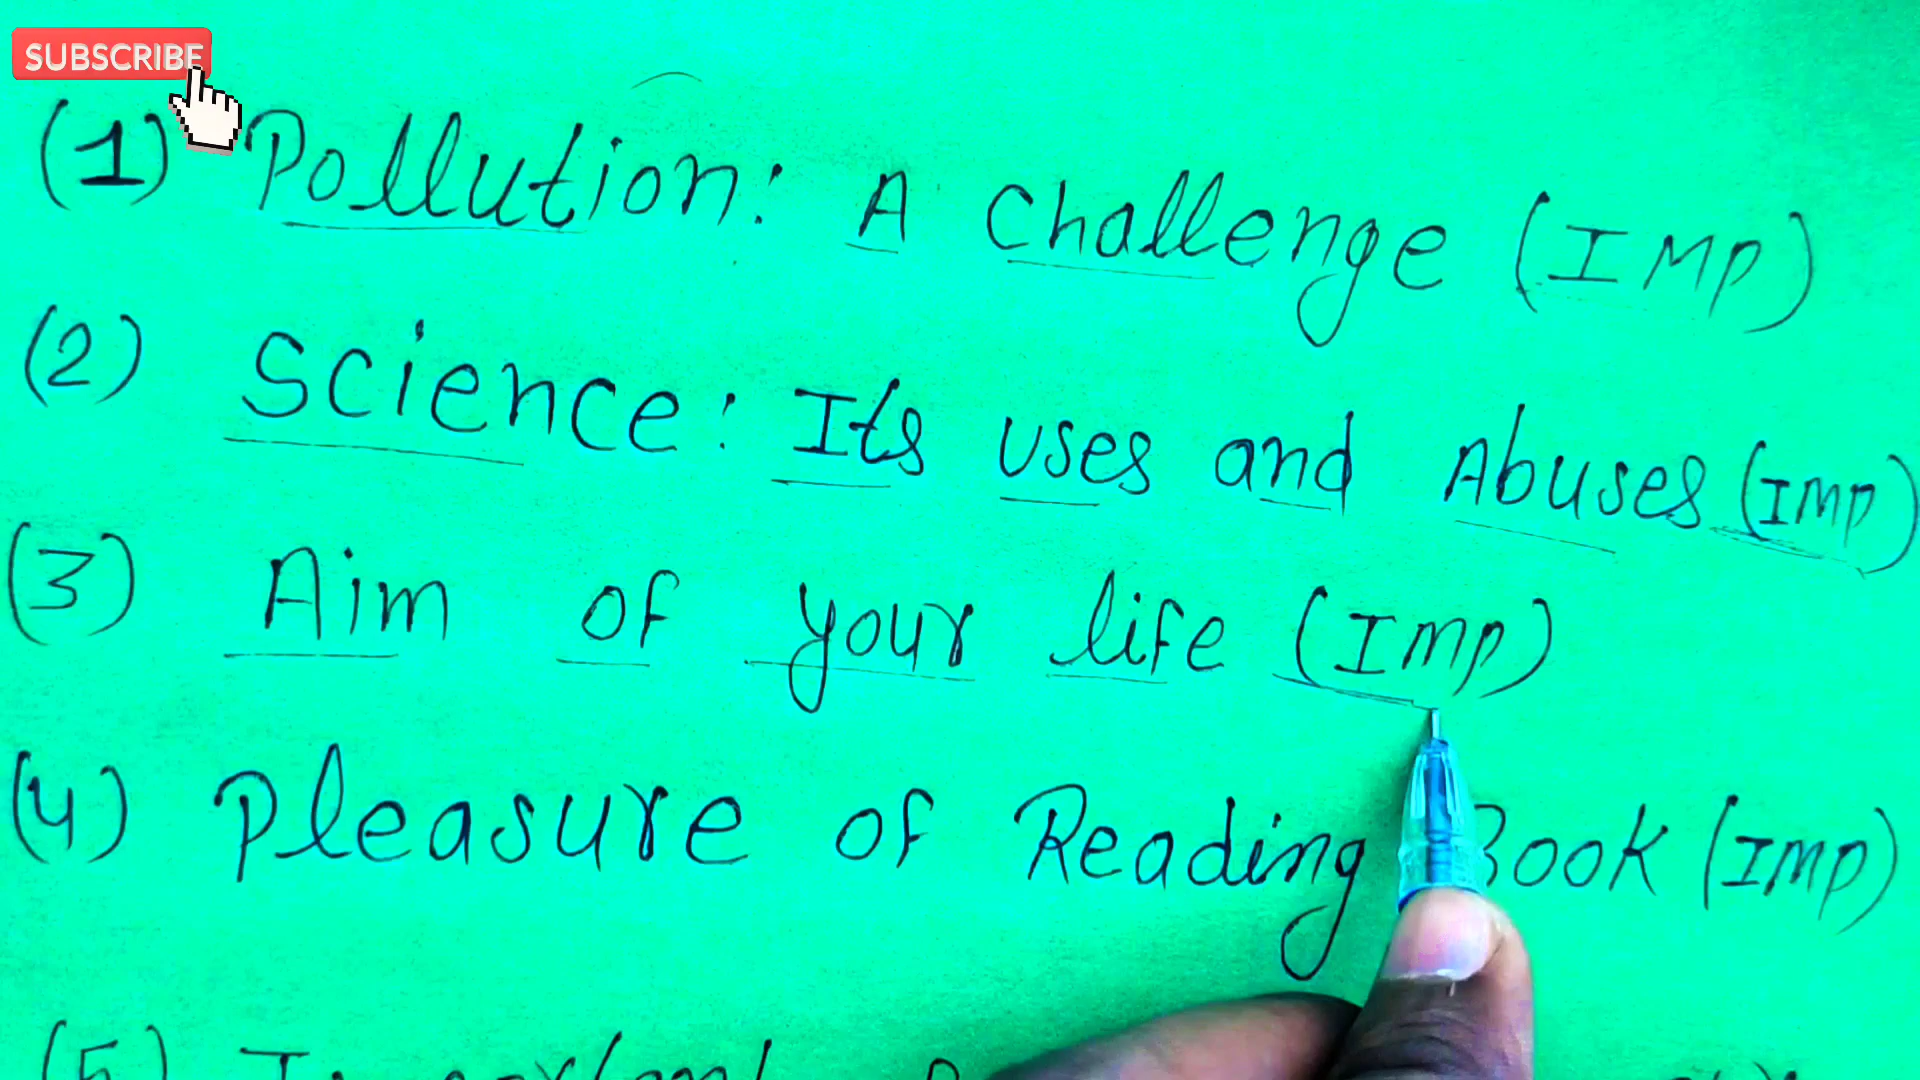 SUBSCRIBE
(1) Pollution: A Challenge (IMP)
(2) Science: Its uses and Abuses (IMP)
(3) Aim of your life (Imp)
(4) Pleasure of Reading Book (IMP)
(5)